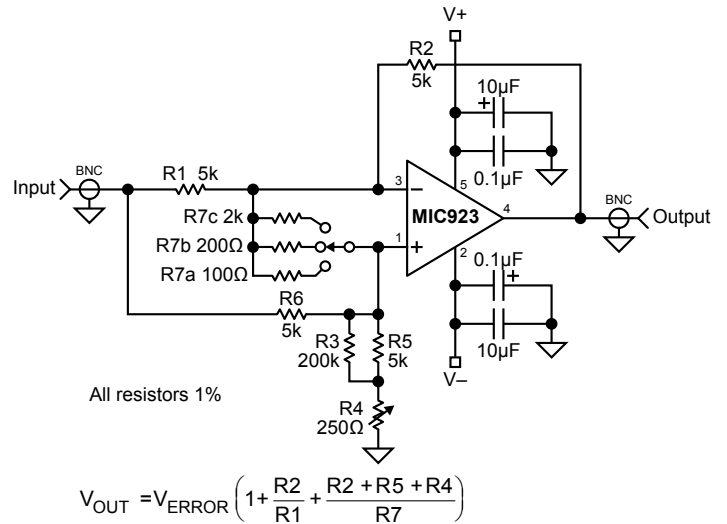 V+
R2
5k
10µF
+
0.1µF
BNC
Input
R1 5k
3
−
5
MIC923
4
BNC
Output
R7c 2k
R7b 200Ω
1
+
2
R7a 100Ω
0.1µF
+
R6
5k
R3
200k
R5
5k
10µF
V–
All resistors 1%
R4
250Ω
V_OUT = V_ERROR (1 + R2/R1 + (R2 + R5 + R4)/R7)